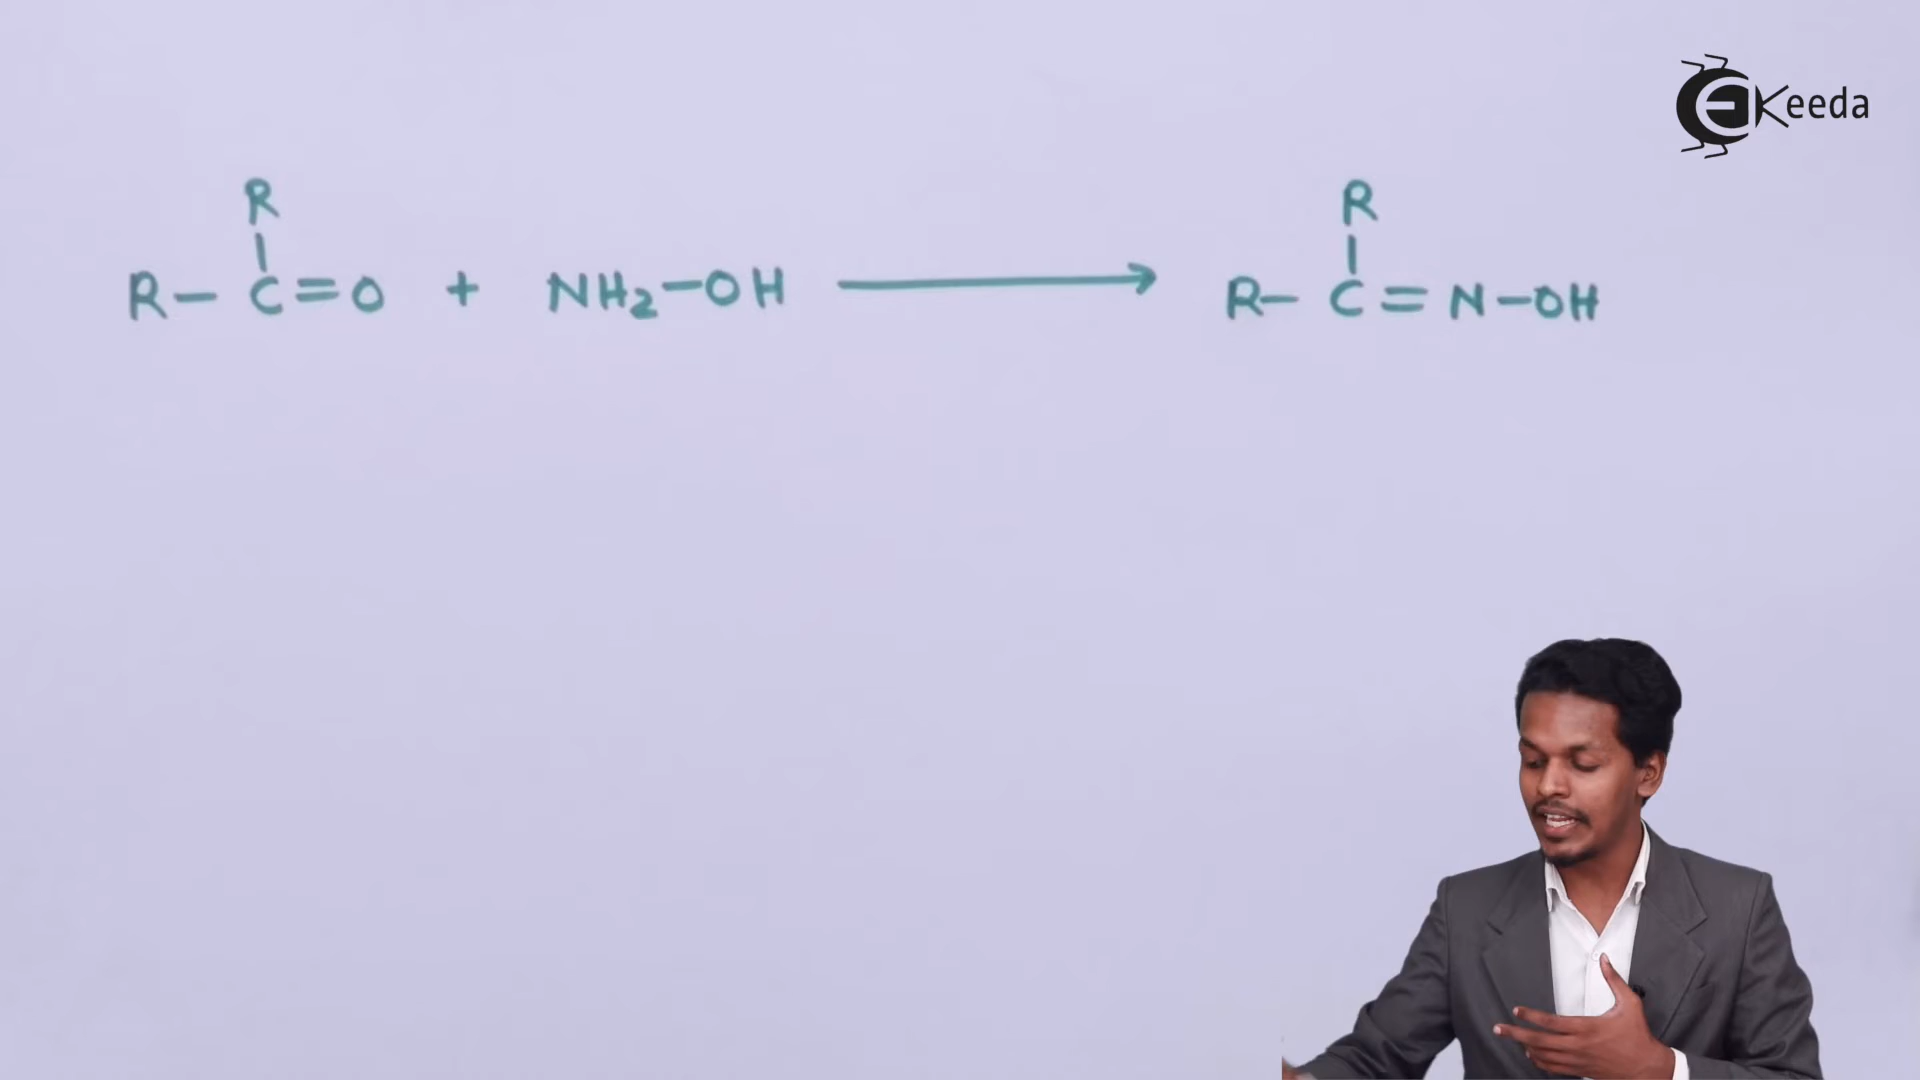 Keeda
R R
R– C=O + NH₂–OH ⟶ R– C=N–OH